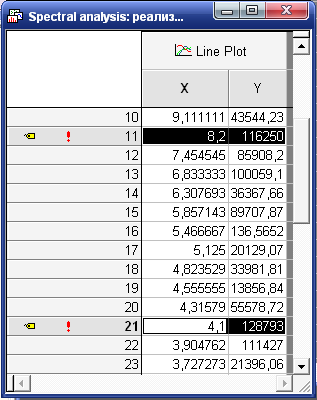 Spectral analysis: реализ...
Line Plot
X Y
10 9,111111 43544,23
11 8,2 116250
12 7,454545 85908,2
13 6,833333 100059,1
14 6,307693 36367,66
15 5,857143 89707,87
16 5,466667 136,5652
17 5,125 20129,07
18 4,823529 33981,81
19 4,555555 13856,84
20 4,31579 55578,72
21 4,1 128793
22 3,904762 111427
23 3,727273 21396,06